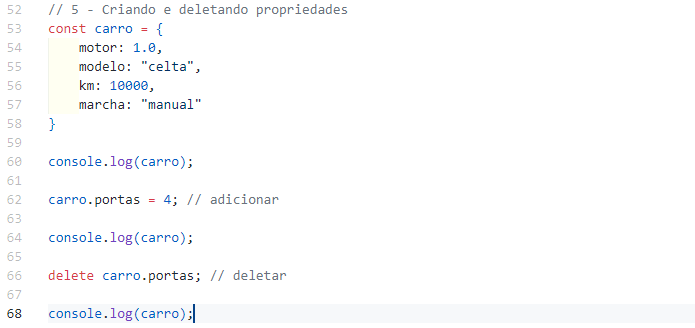 52 // 5 - Criando e deletando propriedades
53 const carro = {
54     motor: 1.0,
55     modelo: "celta",
56     km: 10000,
57     marcha: "manual"
58 }
59
60 console.log(carro);
61
62 carro.portas = 4; // adicionar
63
64 console.log(carro);
65
66 delete carro.portas; // deletar
67
68 console.log(carro);